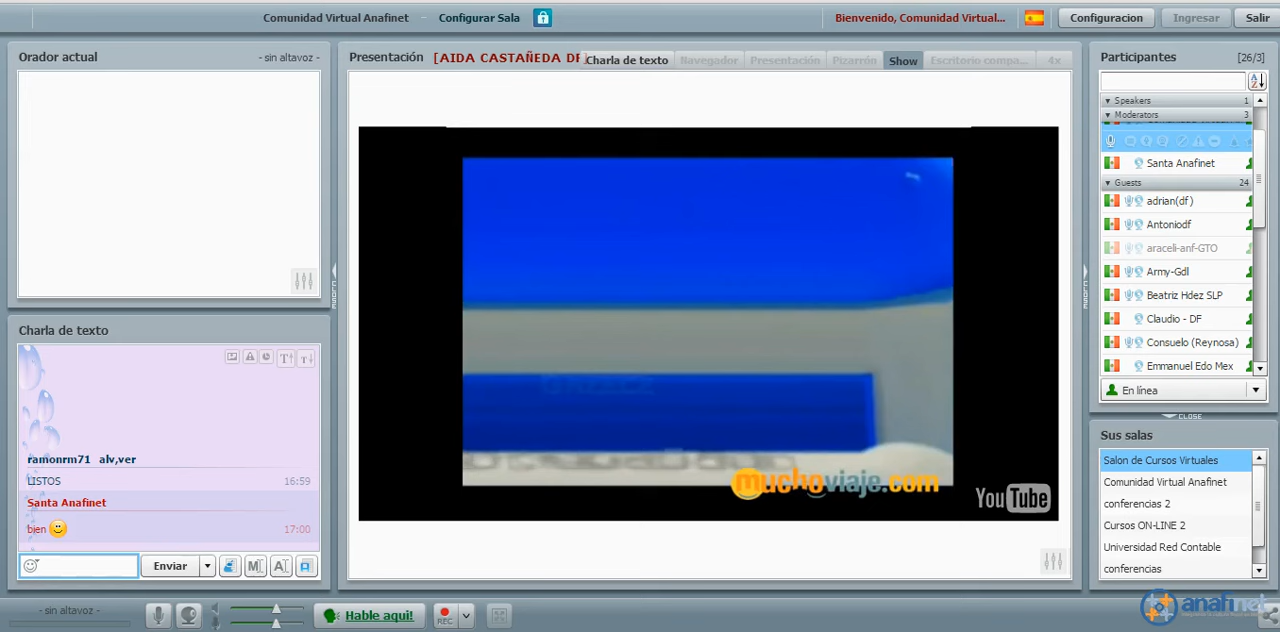 Comunidad Virtual Anafinet
Configurar Sala
Bienvenido, Comunidad Virtual...
Configuracion
Ingresar
Salir
Orador actual
- sin altavoz -
Presentación
[AIDA CASTAÑEDA DF
Charla de texto
Navegador
Presentación
Pizarrón
Show
Escritorio compa...
4x
Participantes
[26/3]
Speakers 1
Moderators 3
Santa Anafinet
Guests 24
adrian(df)
Antoniodf
araceli-anf-GTO
Army-Gdl
Beatriz Hdez SLP
Claudio - DF
Consuelo (Reynosa)
Emmanuel Edo Mex
En línea
CLOSE
Charla de texto
ramonrm71 alv,ver
LISTOS 16:59
Santa Anafinet
bien 17:00
Enviar
muchoviaje.com
YouTube
Sus salas
Salon de Cursos Virtuales
Comunidad Virtual Anafinet
conferencias 2
Cursos ON-LINE 2
Universidad Red Contable
conferencias
- sin altavoz -
Hable aqui!
REC
anafinet